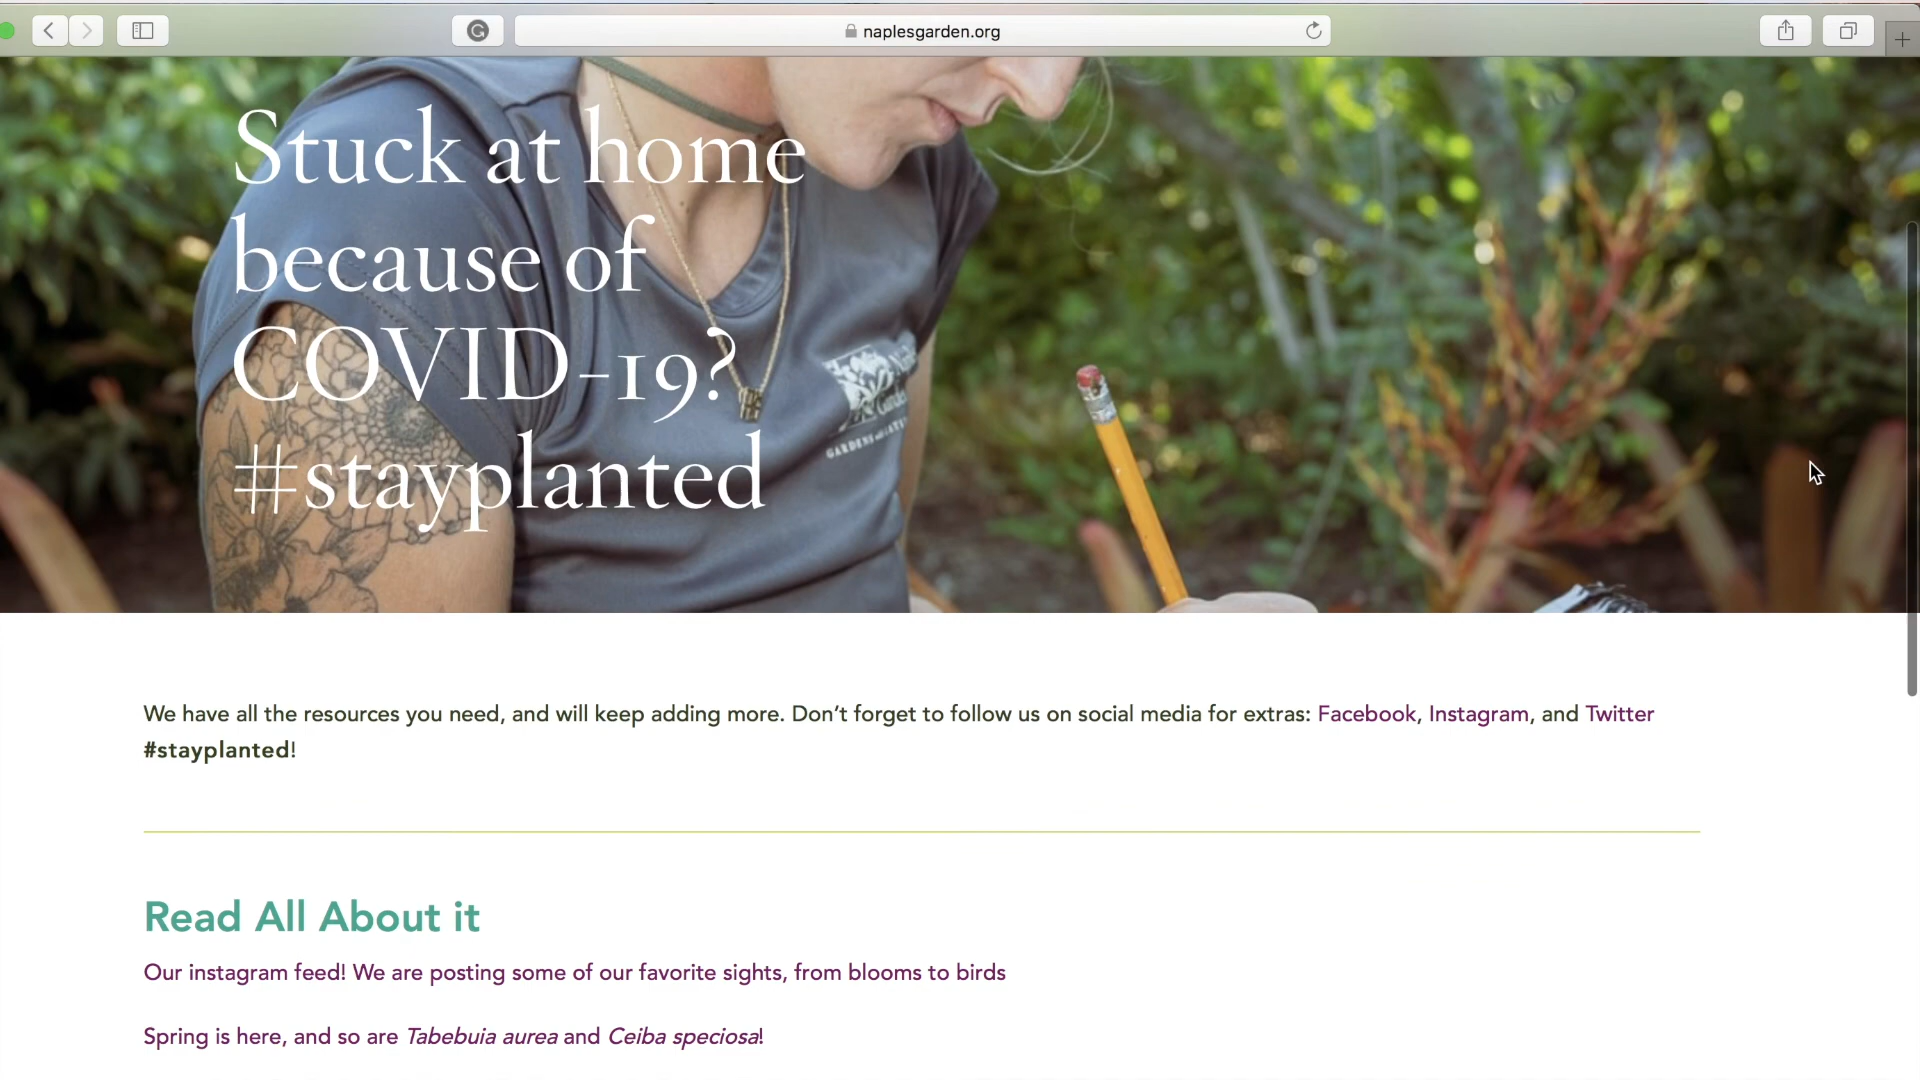 naplesgarden.org
Stuck at home
because of
COVID-19?
#stayplanted
We have all the resources you need, and will keep adding more. Don’t forget to follow us on social media for extras: Facebook, Instagram, and Twitter
#stayplanted!
Read All About it
Our instagram feed! We are posting some of our favorite sights, from blooms to birds
Spring is here, and so are Tabebuia aurea and Ceiba speciosa!